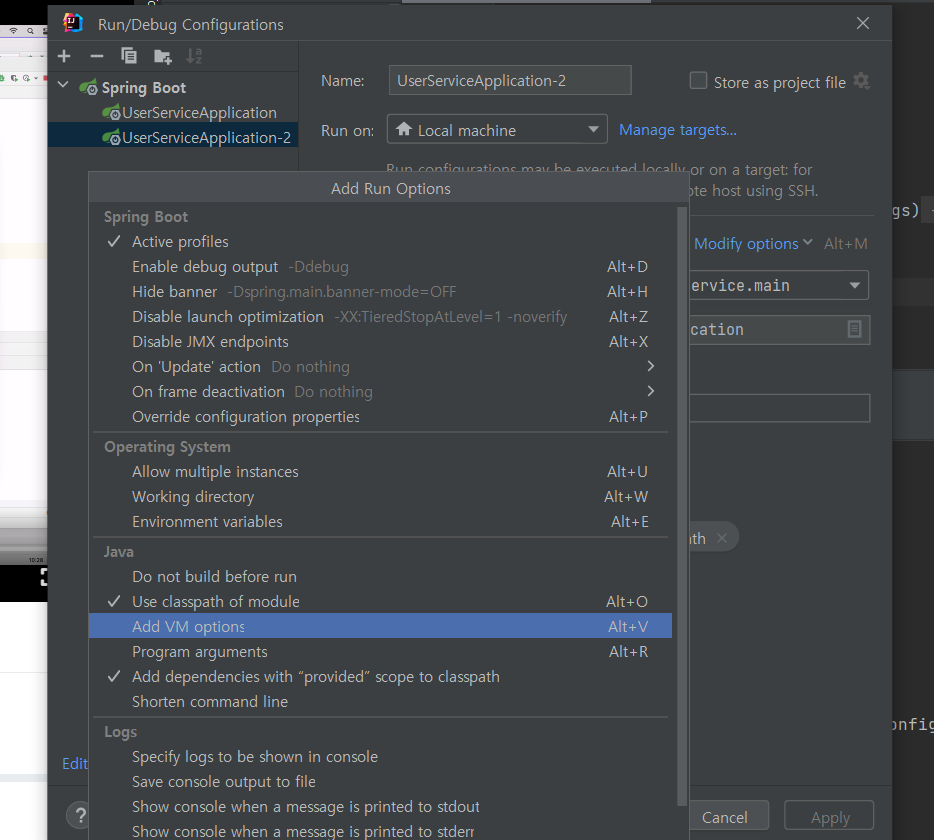 Run/Debug Configurations
Spring Boot
UserServiceApplication
UserServiceApplication-2
Name: UserServiceApplication-2
Store as project file
Run on: Local machine
Manage targets...
Run configurations may be executed locally or on a target: for
ote host using SSH.
gs)
Modify options Alt+M
ervice.main
cation
ath
Add Run Options
Spring Boot
Active profiles
Enable debug output -Ddebug Alt+D
Hide banner -Dspring.main.banner-mode=OFF Alt+H
Disable launch optimization -XX:TieredStopAtLevel=1 -noverify Alt+Z
Disable JMX endpoints Alt+X
On 'Update' action Do nothing
On frame deactivation Do nothing
Override configuration properties Alt+P
Operating System
Allow multiple instances Alt+U
Working directory Alt+W
Environment variables Alt+E
Java
Do not build before run
Use classpath of module Alt+O
Add VM options Alt+V
Program arguments Alt+R
Add dependencies with “provided” scope to classpath
Shorten command line
Logs
Specify logs to be shown in console
Save console output to file
Show console when a message is printed to stdout
Show console when a message is printed to stderr
onfig
Edit
?
Cancel
Apply
10:26